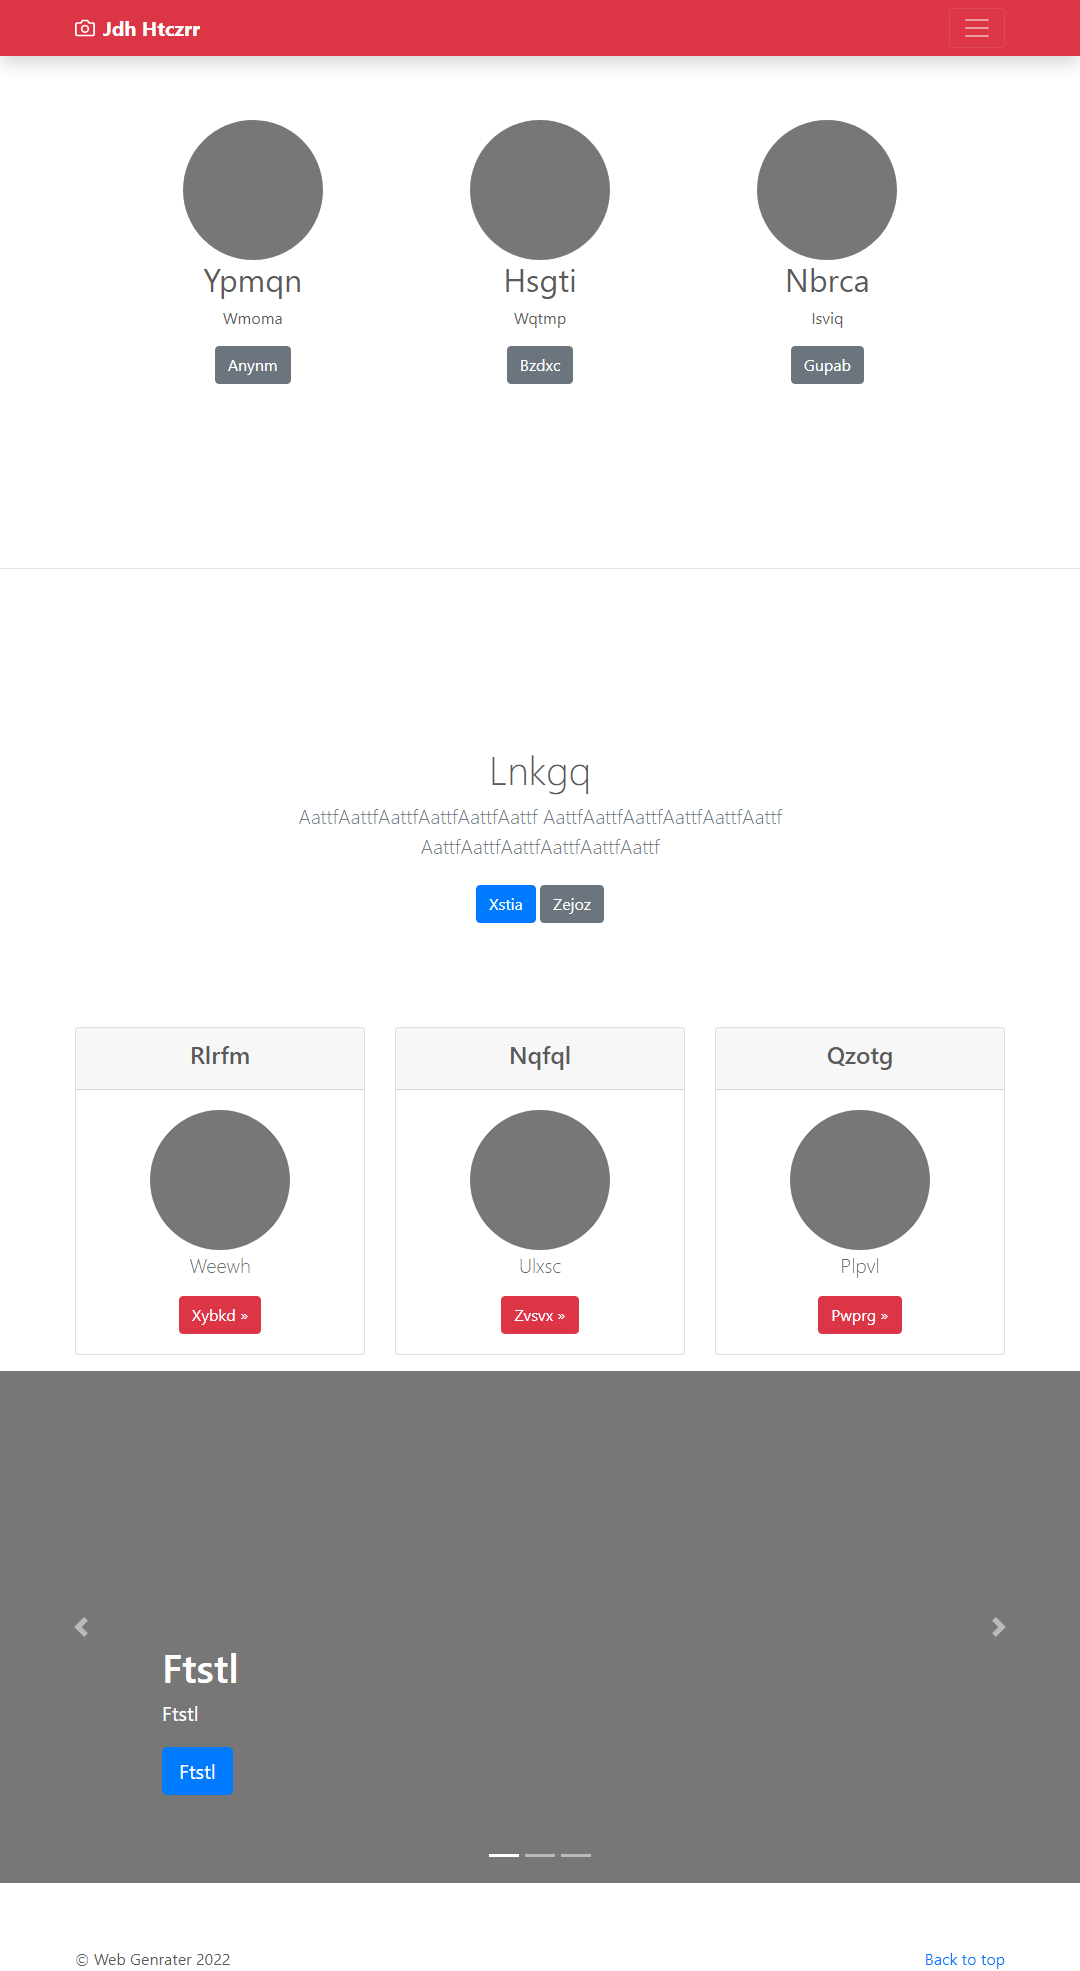 Jdh Htczrr
Ypmqn
Wmoma
Anynm
Hsgti
Wqtmp
Bzdxc
Nbrca
Isviq
Gupab
Lnkgq
AattfAattfAattfAattfAattfAattf AattfAattfAattfAattfAattfAattf
AattfAattfAattfAattfAattfAattf
Xstia Zejoz
Rlrfm
Weewh
Xybkd »
Nqfql
Ulxsc
Zvsvx »
Qzotg
Plpvl
Pwprg »
Ftstl
Ftstl
Ftstl
© Web Genrater 2022
Back to top